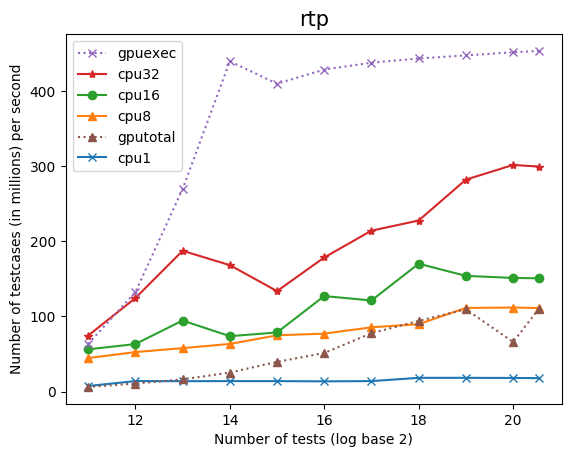 rtp
gpuexec
cpu32
cpu16
cpu8
gputotal
cpu1
Number of testcases (in millions) per second
400
300
200
100
0
12 14 16 18 20
Number of tests (log base 2)